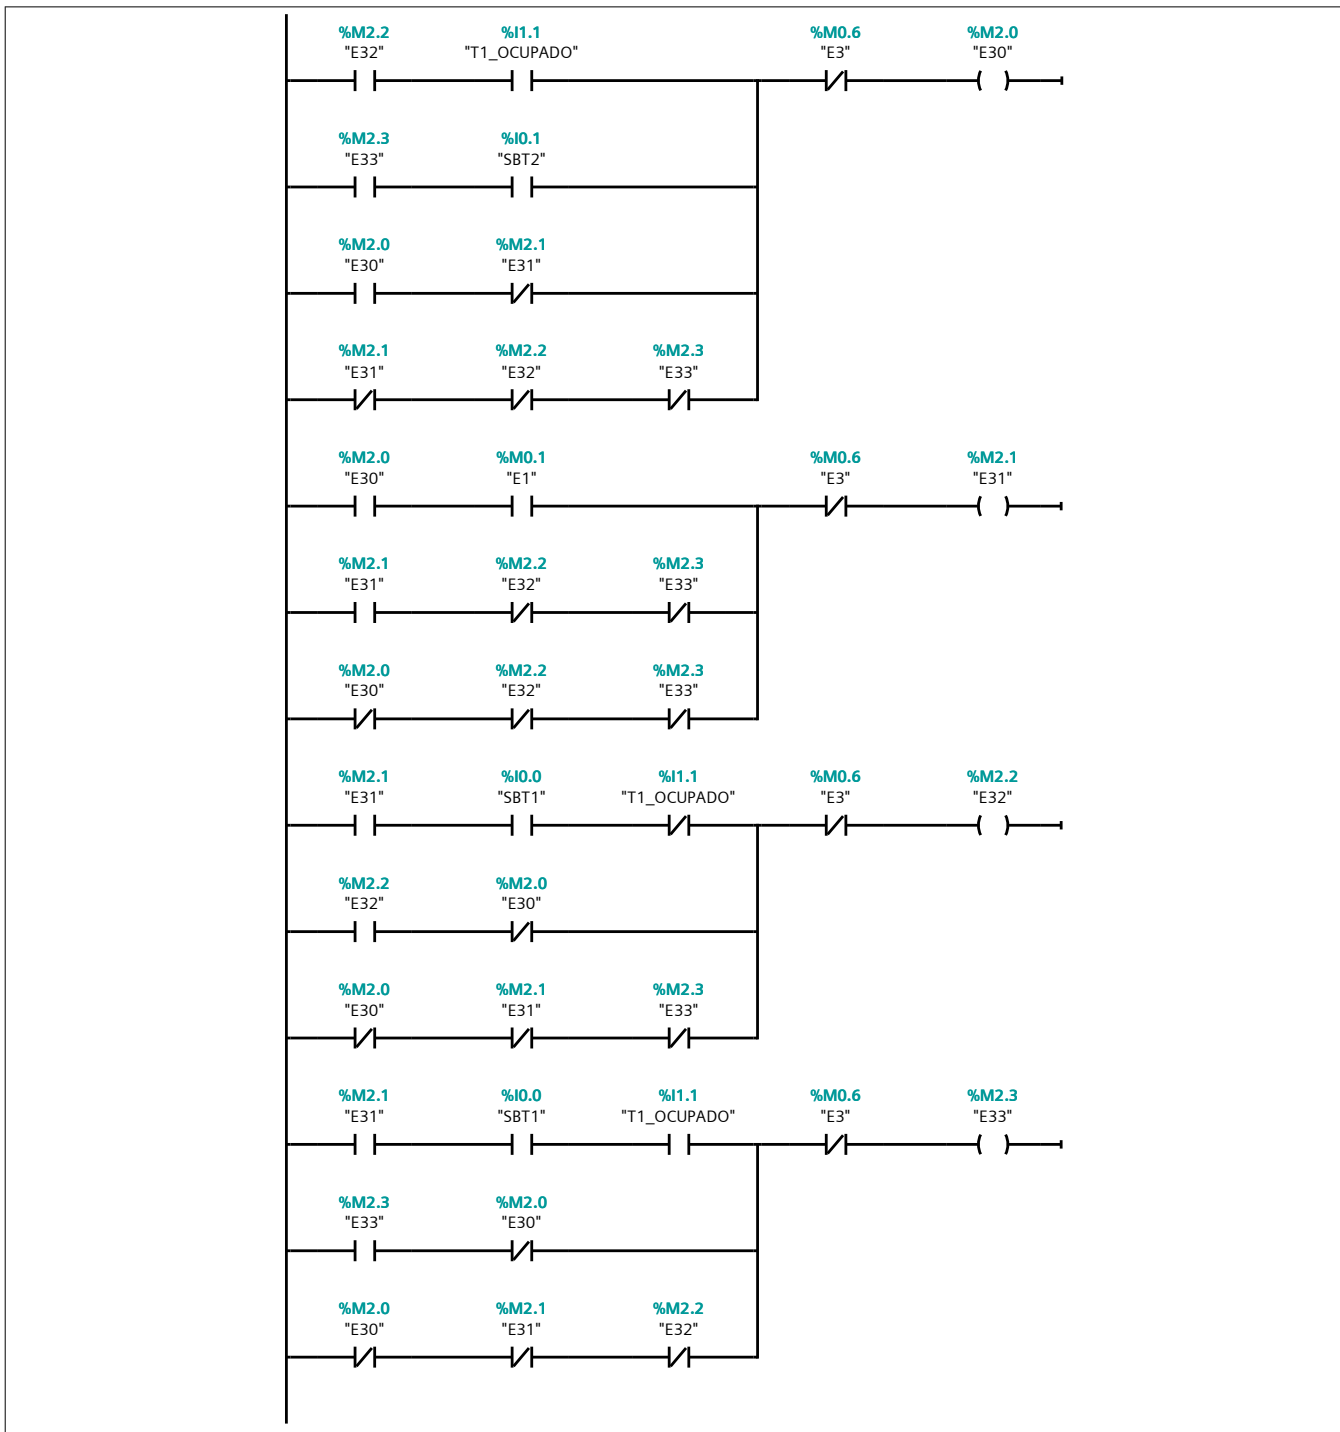 %M2.2 %I1.1 %M0.6 %M2.0
"E32" "T1_OCUPADO" "E3" "E30"
%M2.3 %I0.1
"E33" "SBT2"
%M2.0 %M2.1
"E30" "E31"
%M2.1 %M2.2 %M2.3
"E31" "E32" "E33"
%M2.0 %M0.1 %M0.6 %M2.1
"E30" "E1" "E3" "E31"
%M2.1 %M2.2 %M2.3
"E31" "E32" "E33"
%M2.0 %M2.2 %M2.3
"E30" "E32" "E33"
%M2.1 %I0.0 %I1.1 %M0.6 %M2.2
"E31" "SBT1" "T1_OCUPADO" "E3" "E32"
%M2.2 %M2.0
"E32" "E30"
%M2.0 %M2.1 %M2.3
"E30" "E31" "E33"
%M2.1 %I0.0 %I1.1 %M0.6 %M2.3
"E31" "SBT1" "T1_OCUPADO" "E3" "E33"
%M2.3 %M2.0
"E33" "E30"
%M2.0 %M2.1 %M2.2
"E30" "E31" "E32"